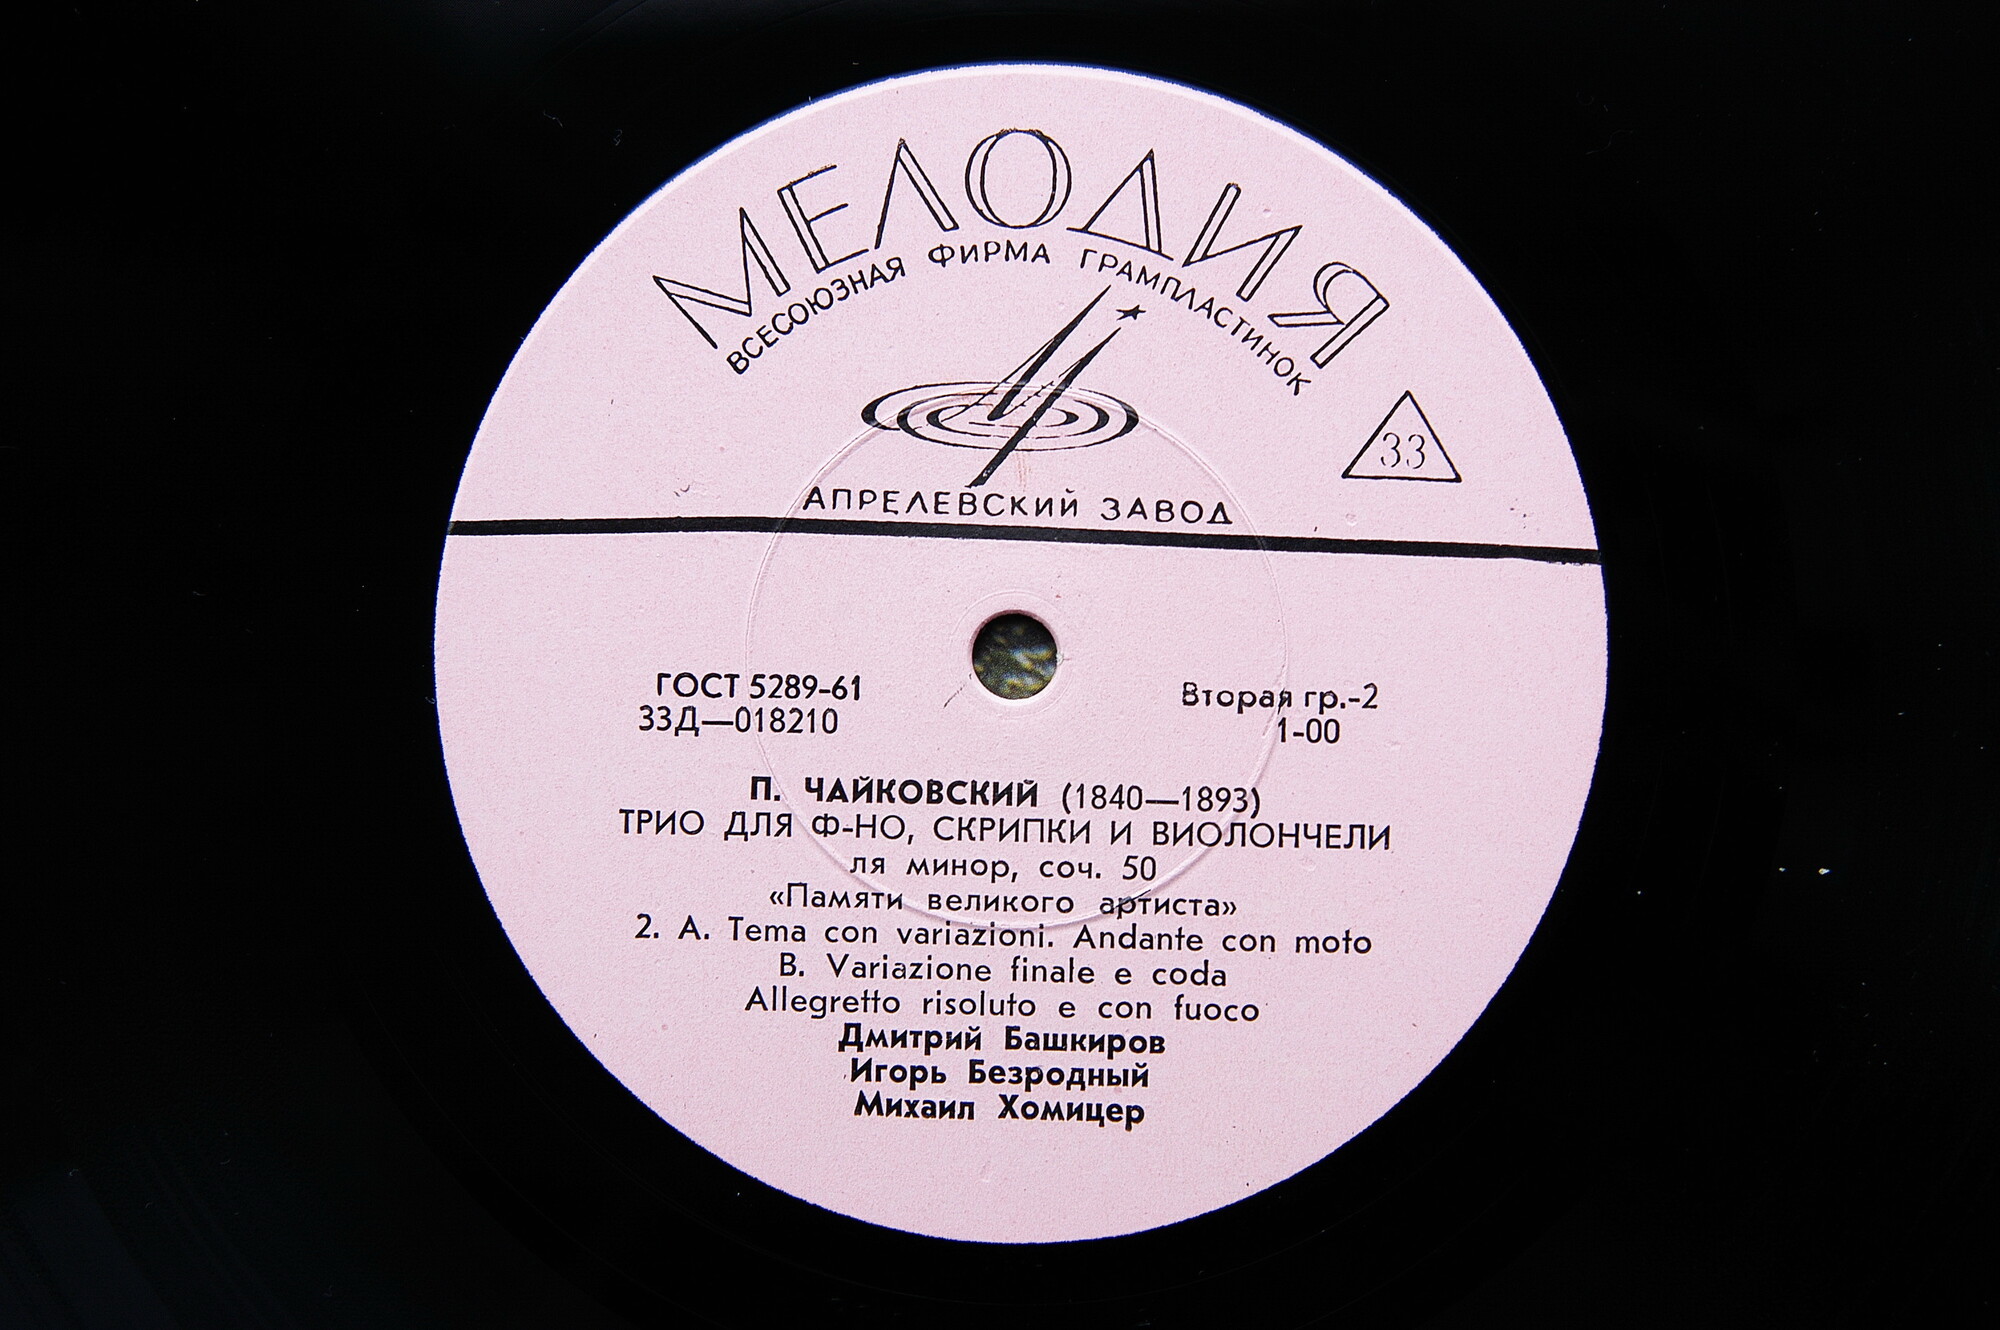 МЕЛОДИЯ
ВСЕСОЮЗНАЯ ФИРМА ГРАМПЛАСТИНОК
33
АПРЕЛЕВСКИЙ ЗАВОД
ГОСТ 5289-61
33Д—018210
Вторая гр.-2
1-00
П. ЧАЙКОВСКИЙ (1840—1893)
ТРИО ДЛЯ Ф-НО, СКРИПКИ И ВИОЛОНЧЕЛИ
ля минор, соч. 50
«Памяти великого артиста»
2. А. Tema con variazioni. Andante con moto
B. Variazione finale e coda
Allegretto risoluto e con fuoco
Дмитрий Башкиров
Игорь Безродный
Михаил Хомицер